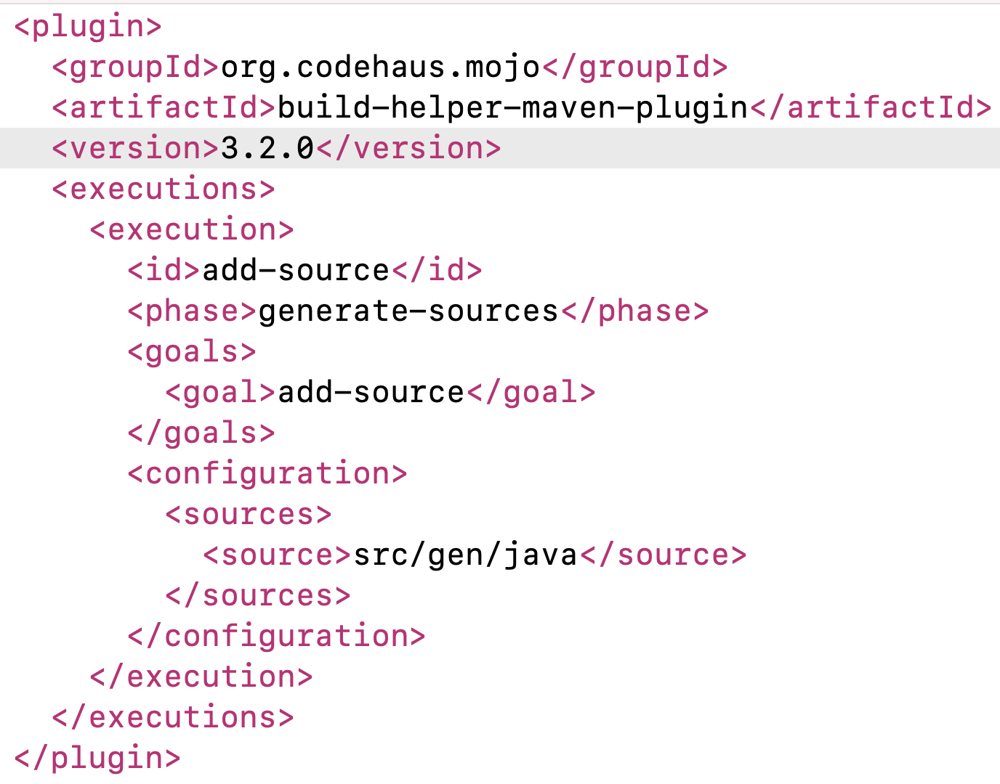 <plugin>
  <groupId>org.codehaus.mojo</groupId>
  <artifactId>build-helper-maven-plugin</artifactId>
  <version>3.2.0</version>
  <executions>
    <execution>
      <id>add-source</id>
      <phase>generate-sources</phase>
      <goals>
        <goal>add-source</goal>
      </goals>
      <configuration>
        <sources>
          <source>src/gen/java</source>
        </sources>
      </configuration>
    </execution>
  </executions>
</plugin>